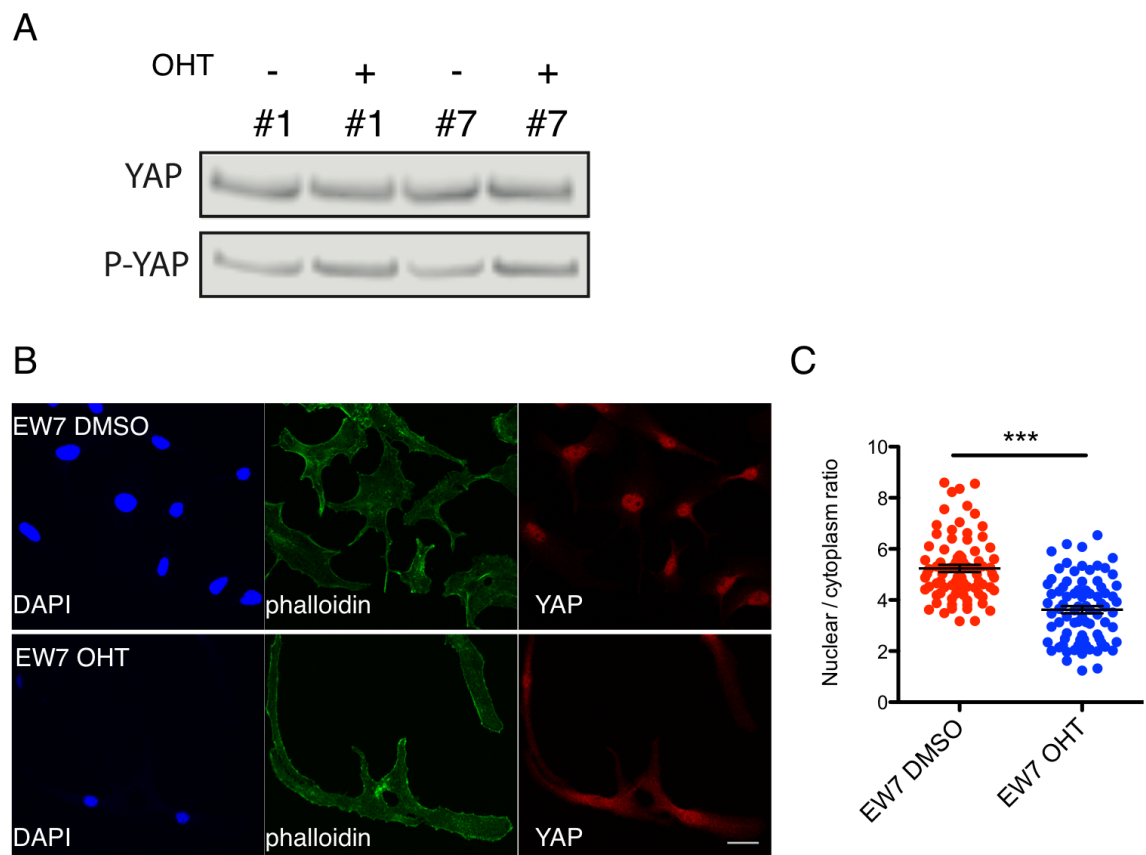 A
OHT - + - +
#1 #1 #7 #7
YAP
P-YAP
B
EW7 DMSO
DAPI phalloidin YAP
EW7 OHT
DAPI phalloidin YAP
C
***
10
8
6
4
2
0
Nuclear / cytoplasm ratio
EW7 DMSO
EW7 OHT